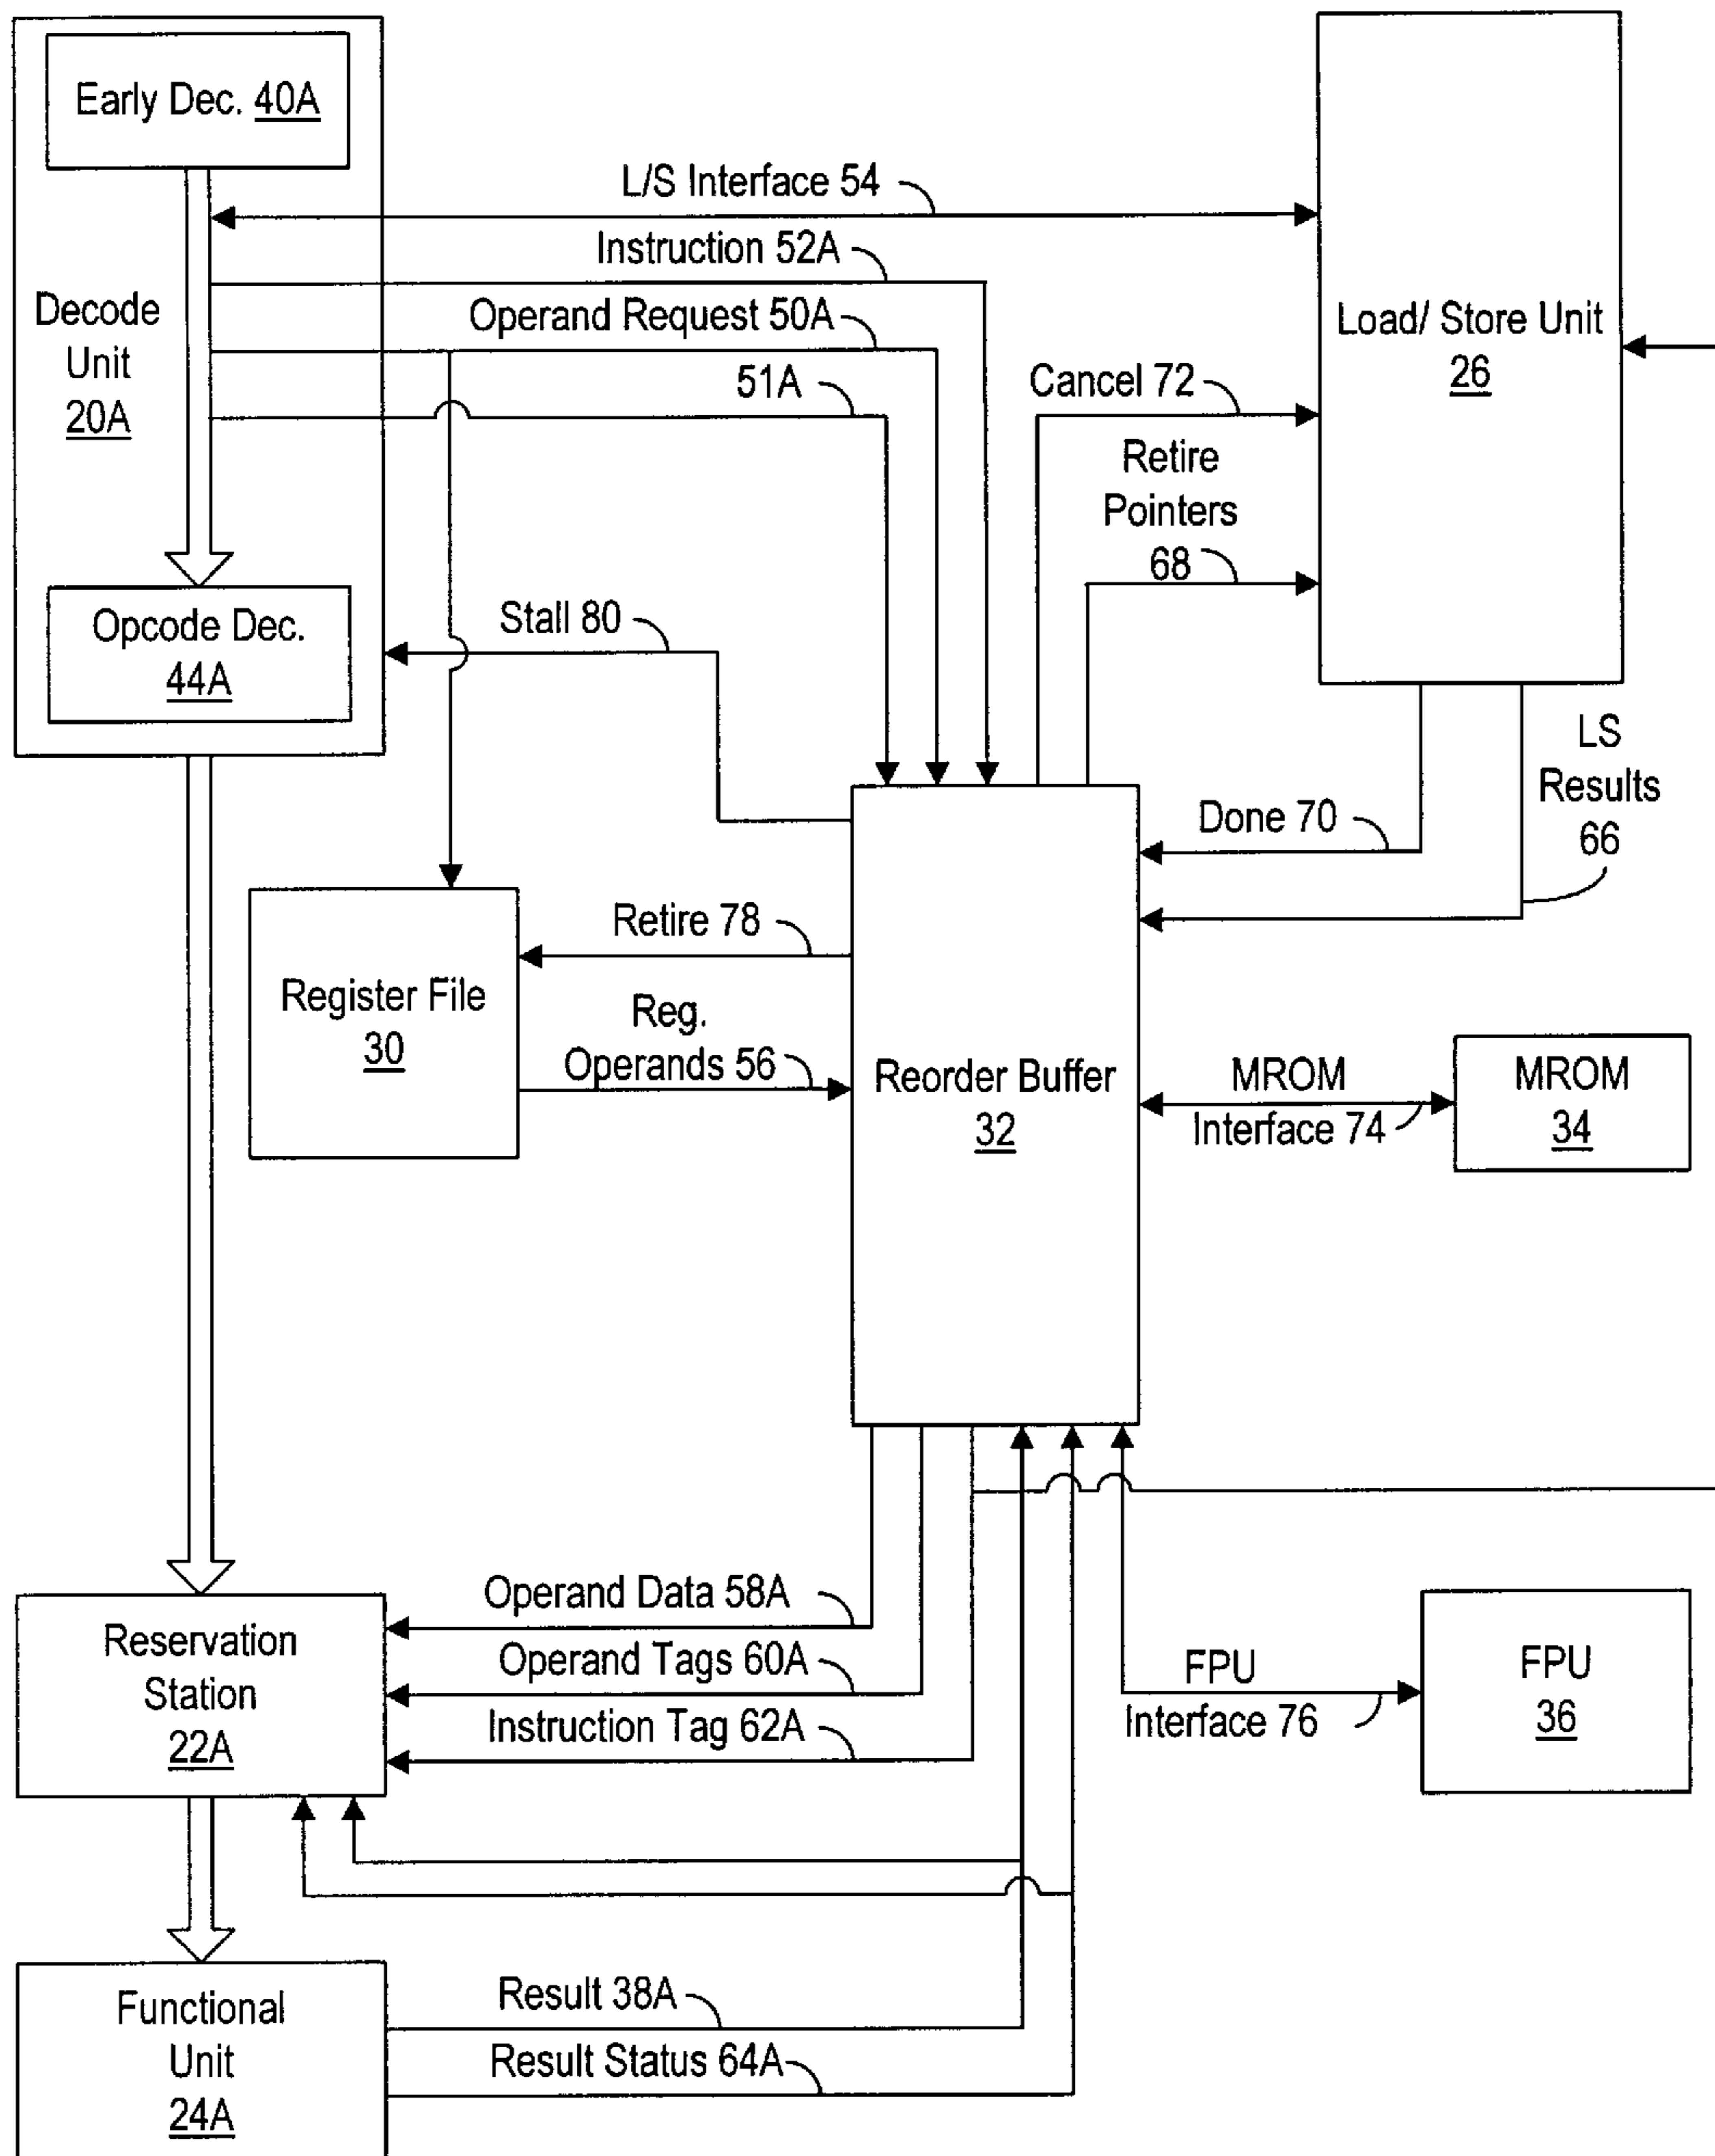 Early Dec. 40A
L/S Interface 54
Instruction 52A
Decode
Unit
20A
Operand Request 50A
51A
Load/ Store Unit
26
Cancel 72
Retire
Pointers
68
Opcode Dec.
44A
Stall 80
LS
Results
66
Done 70
Retire 78
Register File
30
Reg.
Operands 56
Reorder Buffer
32
MROM
Interface 74
MROM
34
Operand Data 58A
Reservation
Station
22A
Operand Tags 60A
Instruction Tag 62A
FPU
Interface 76
FPU
36
Functional
Unit
24A
Result 38A
Result Status 64A